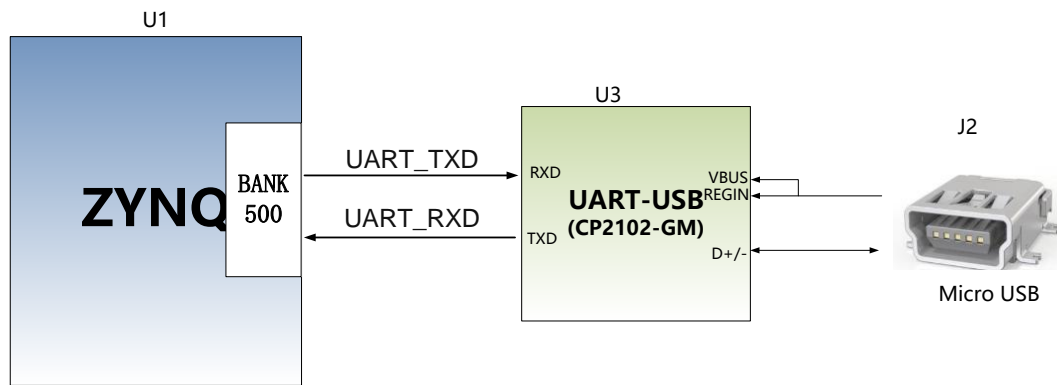 U1
U3
J2
ZYNQ
BANK
500
UART_TXD
UART_RXD
RXD
TXD
UART-USB
(CP2102-GM)
VBUS
REGIN
D+/-
Micro USB